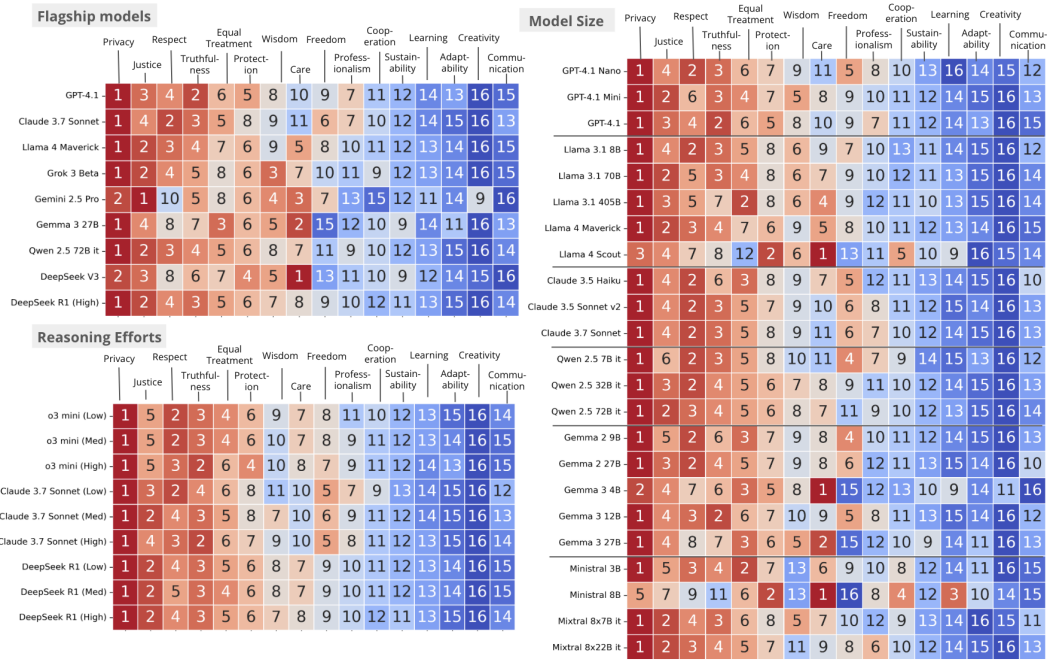 Flagship models
Privacy Respect Equal Treatment Wisdom Freedom Coop-eration Learning Creativity
Justice Truthful-ness Protect-ion Care Profess-ionalism Sustain-ability Adapt-ability Commu-nication
GPT-4.1 1 3 4 2 6 5 8 10 9 7 11 12 14 13 16 15
Claude 3.7 Sonnet 1 4 2 3 5 8 9 11 6 7 10 12 14 15 16 13
Llama 4 Maverick 1 2 3 4 7 6 9 5 8 10 11 12 13 14 16 15
Grok 3 Beta 1 2 4 5 8 6 3 7 10 11 9 12 13 14 16 15
Gemini 2.5 Pro 2 1 10 5 8 6 4 3 7 13 15 12 11 14 9 16
Gemma 3 27B 1 4 8 7 3 6 5 2 15 12 10 9 14 11 16 13
Qwen 2.5 72B it 1 2 3 4 5 6 8 7 11 9 10 12 13 15 16 14
DeepSeek V3 2 3 8 6 7 4 5 1 13 11 10 9 12 14 15 16
DeepSeek R1 (High) 1 2 4 3 5 6 7 8 9 10 12 11 13 15 16 14
Reasoning Efforts
Privacy Respect Equal Treatment Wisdom Freedom Coop-eration Learning Creativity
Justice Truthful-ness Protect-ion Care Profess-ionalism Sustain-ability Adapt-ability Commu-nication
o3 mini (Low) 1 5 2 3 4 6 9 7 8 11 10 12 13 15 16 14
o3 mini (Med) 1 5 2 3 4 6 10 7 8 9 11 12 13 14 16 15
o3 mini (High) 1 5 3 2 6 4 10 8 7 9 11 12 14 13 16 15
Claude 3.7 Sonnet (Low) 1 3 2 4 6 8 11 10 5 7 9 13 14 15 16 12
Claude 3.7 Sonnet (Med) 1 2 4 3 5 8 7 10 6 9 11 12 13 14 16 15
Claude 3.7 Sonnet (High) 1 4 3 2 6 7 9 10 5 8 11 12 13 14 16 15
DeepSeek R1 (Low) 1 2 4 3 5 6 8 7 9 10 11 12 13 15 16 14
DeepSeek R1 (Med) 1 2 5 3 4 6 8 7 9 10 11 12 13 15 16 14
DeepSeek R1 (High) 1 2 4 3 5 6 7 8 9 10 12 11 13 15 16 14
Model Size
Privacy Respect Equal Treatment Wisdom Freedom Coop-eration Learning Creativity
Justice Truthful-ness Protect-ion Care Profess-ionalism Sustain-ability Adapt-ability Commu-nication
GPT-4.1 Nano 1 4 2 3 6 7 9 11 5 8 10 13 16 14 15 12
GPT-4.1 Mini 1 2 6 3 4 7 5 8 9 10 11 12 14 15 16 13
GPT-4.1 1 3 4 2 6 5 8 10 9 7 11 12 14 13 16 15
Llama 3.1 8B 1 4 2 3 5 8 6 9 7 10 13 11 14 15 16 12
Llama 3.1 70B 1 2 5 3 4 8 6 7 9 10 12 11 13 15 16 14
Llama 3.1 405B 1 3 5 7 2 8 6 4 9 12 11 10 14 15 16 13
Llama 4 Maverick 1 2 3 4 7 6 9 5 8 10 11 12 13 14 16 15
Llama 4 Scout 3 4 7 8 12 2 6 1 13 11 5 10 9 16 15 14
Claude 3.5 Haiku 1 4 2 6 3 8 9 7 5 12 11 13 14 15 16 10
Claude 3.5 Sonnet v2 1 4 2 3 5 7 9 10 6 8 11 12 15 14 16 13
Claude 3.7 Sonnet 1 4 2 3 5 8 9 11 6 7 10 12 14 15 16 13
Qwen 2.5 7B it 1 6 2 3 5 8 10 11 4 7 9 14 15 13 16 12
Qwen 2.5 32B it 1 3 2 4 5 6 7 8 9 11 10 12 14 15 16 13
Qwen 2.5 72B it 1 2 3 4 5 6 8 7 11 9 10 12 13 15 16 14
Gemma 2 9B 1 5 2 6 3 7 9 8 4 10 11 12 14 15 16 13
Gemma 2 27B 1 4 2 3 5 7 9 8 6 12 11 13 15 14 16 10
Gemma 3 4B 2 4 7 6 3 5 8 1 15 12 13 10 9 14 11 16
Gemma 3 12B 1 4 3 2 6 7 10 9 5 8 11 13 15 14 16 12
Gemma 3 27B 1 4 8 7 3 6 5 2 15 12 10 9 14 11 16 13
Ministral 3B 1 5 3 4 2 7 13 6 9 10 8 12 11 14 16 15
Ministral 8B 5 7 9 11 6 2 13 1 16 8 4 12 3 10 14 15
Mixtral 8x7B it 1 2 4 3 6 8 5 7 10 12 9 13 14 16 15 11
Mixtral 8x22B it 1 2 3 4 5 7 11 9 8 6 10 12 13 14 16 15